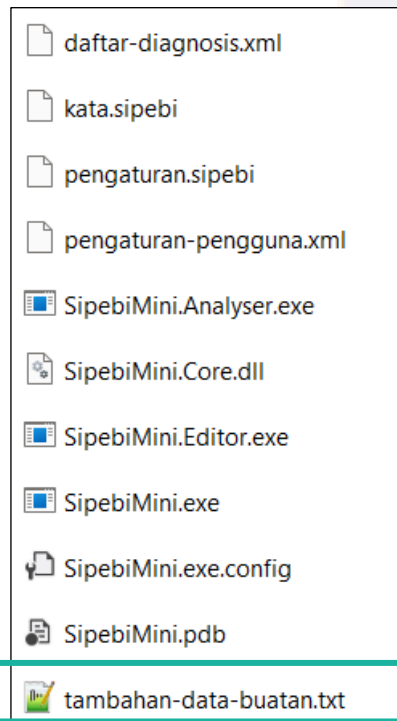 daftar-diagnosis.xml
kata.sipebi
pengaturan.sipebi
pengaturan-pengguna.xml
SipebiMini.Analyser.exe
SipebiMini.Core.dll
SipebiMini.Editor.exe
SipebiMini.exe
SipebiMini.exe.config
SipebiMini.pdb
tambahan-data-buatan.txt